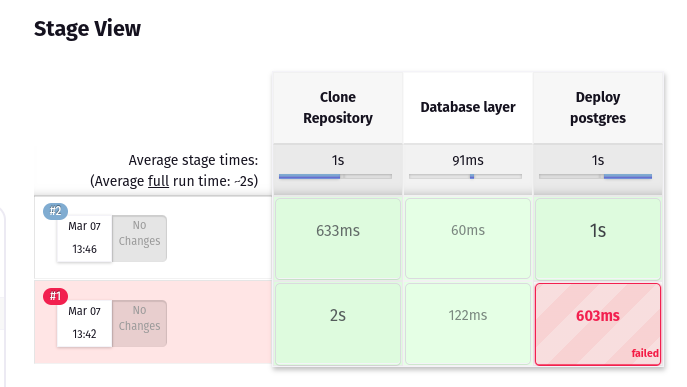 Stage View
Clone
Repository
Database layer
Deploy
postgres
Average stage times:
(Average full run time: ~2s)
1s
91ms
1s
#2
Mar 07
13:46
No
Changes
633ms
60ms
1s
#1
Mar 07
13:42
No
Changes
2s
122ms
603ms
failed